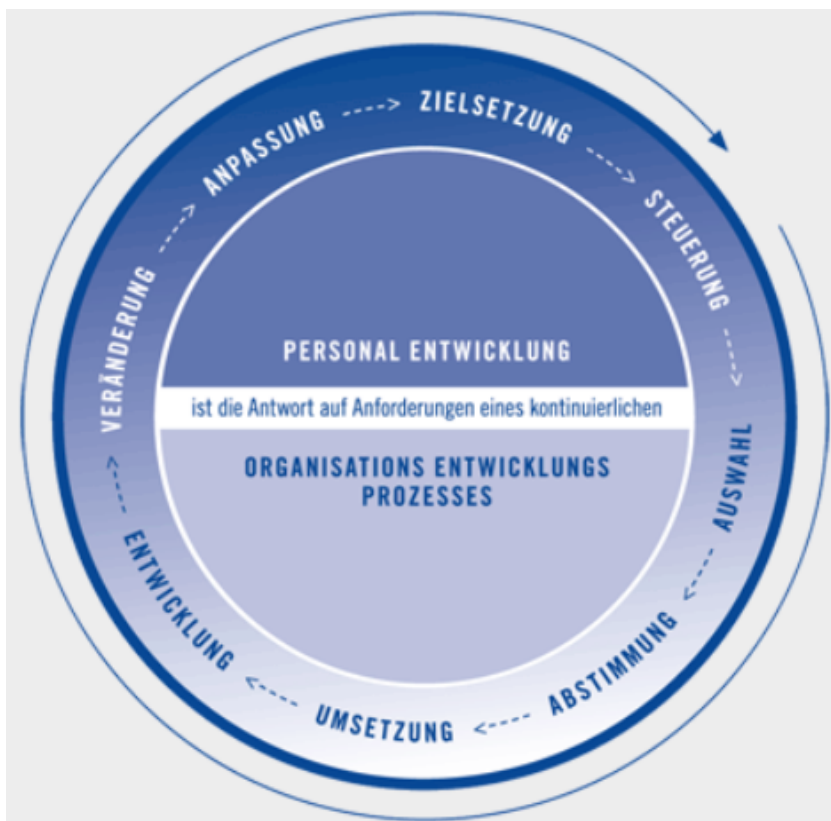 ZIELSETZUNG
----> STEUERUNG
----> AUSWAHL
----> ABSTIMMUNG
----> UMSETZUNG
----> ENTWICKLUNG
----> VERÄNDERUNG
----> ANPASSUNG
---->
PERSONAL ENTWICKLUNG
ist die Antwort auf Anforderungen eines kontinuierlichen
ORGANISATIONS ENTWICKLUNGS
PROZESSES